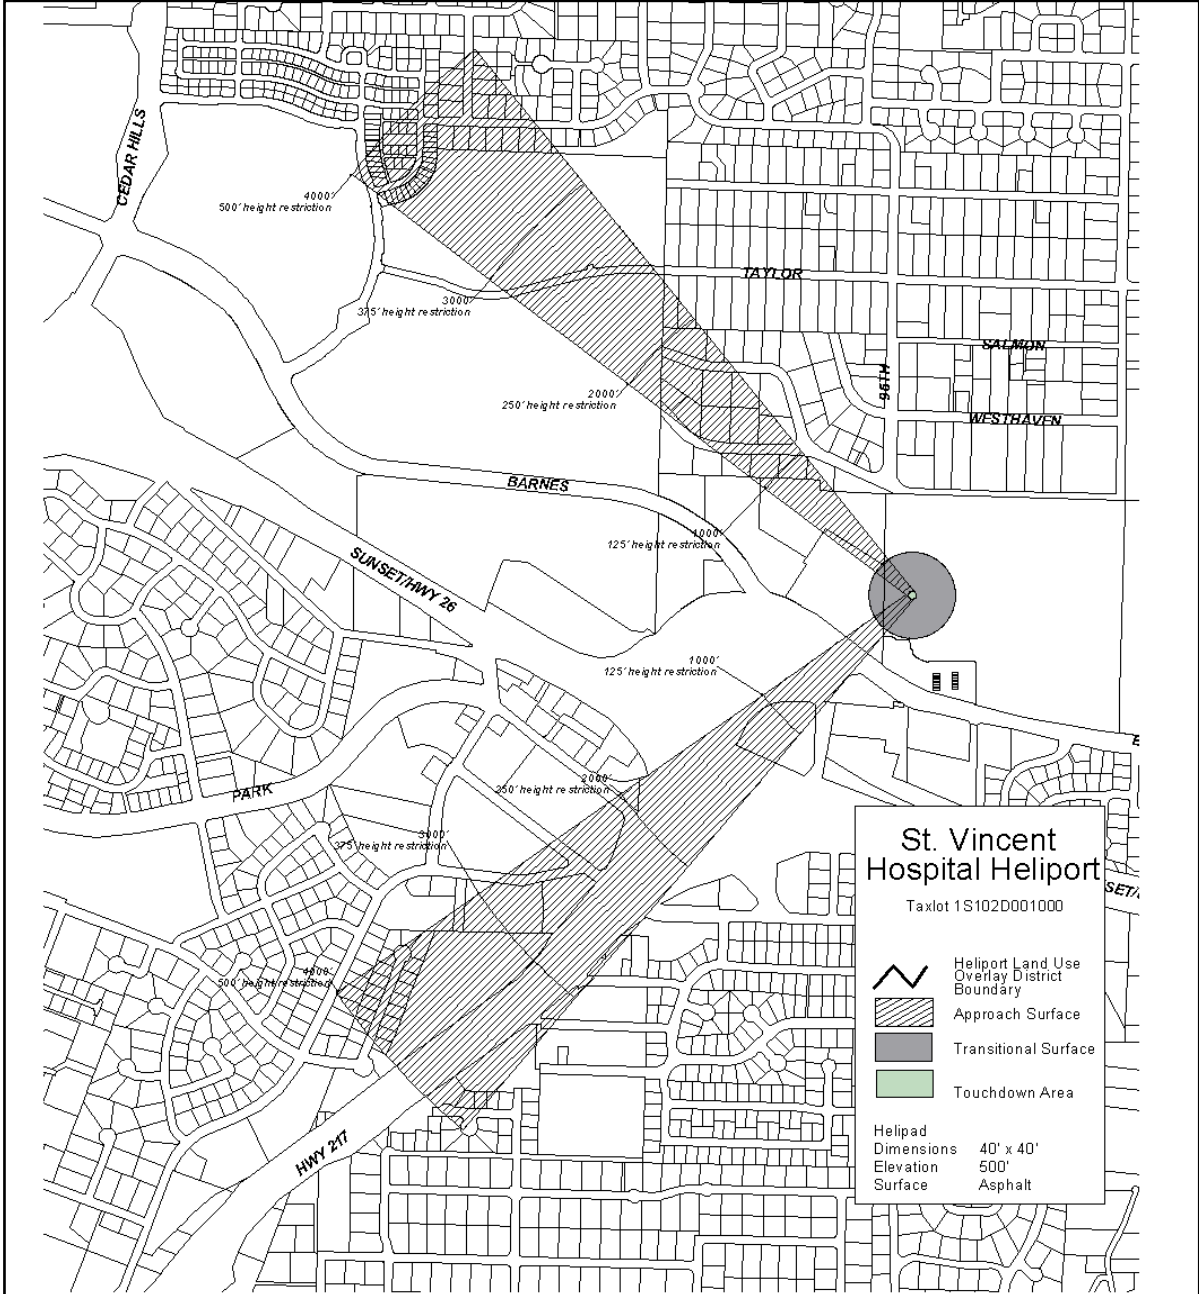 CEDAR HILLS
4000'
500' height restriction
TAYLOR
3000'
375' height restriction
SALMON
96TH
2000'
250' height restriction
WESTHAVEN
BARNES
1000'
125' height restriction
SUNSET/HWY 26
1000'
125' height restriction
PARK
2000'
250' height restriction
3000'
375' height restriction
4000'
500' height restriction
HWY 217
St. Vincent
Hospital Heliport
Taxlot 1S102D001000
Heliport Land Use
Overlay District
Boundary
Approach Surface
Transitional Surface
Touchdown Area
Helipad
Dimensions 40' x 40'
Elevation 500'
Surface Asphalt